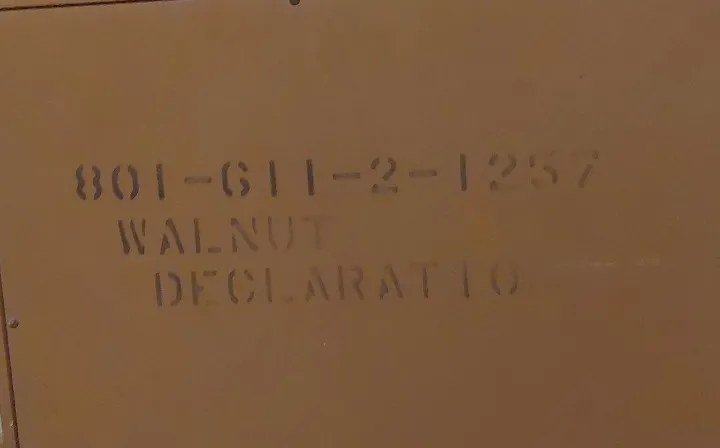 801-611-2-1257
WALNUT
DECLARATIO